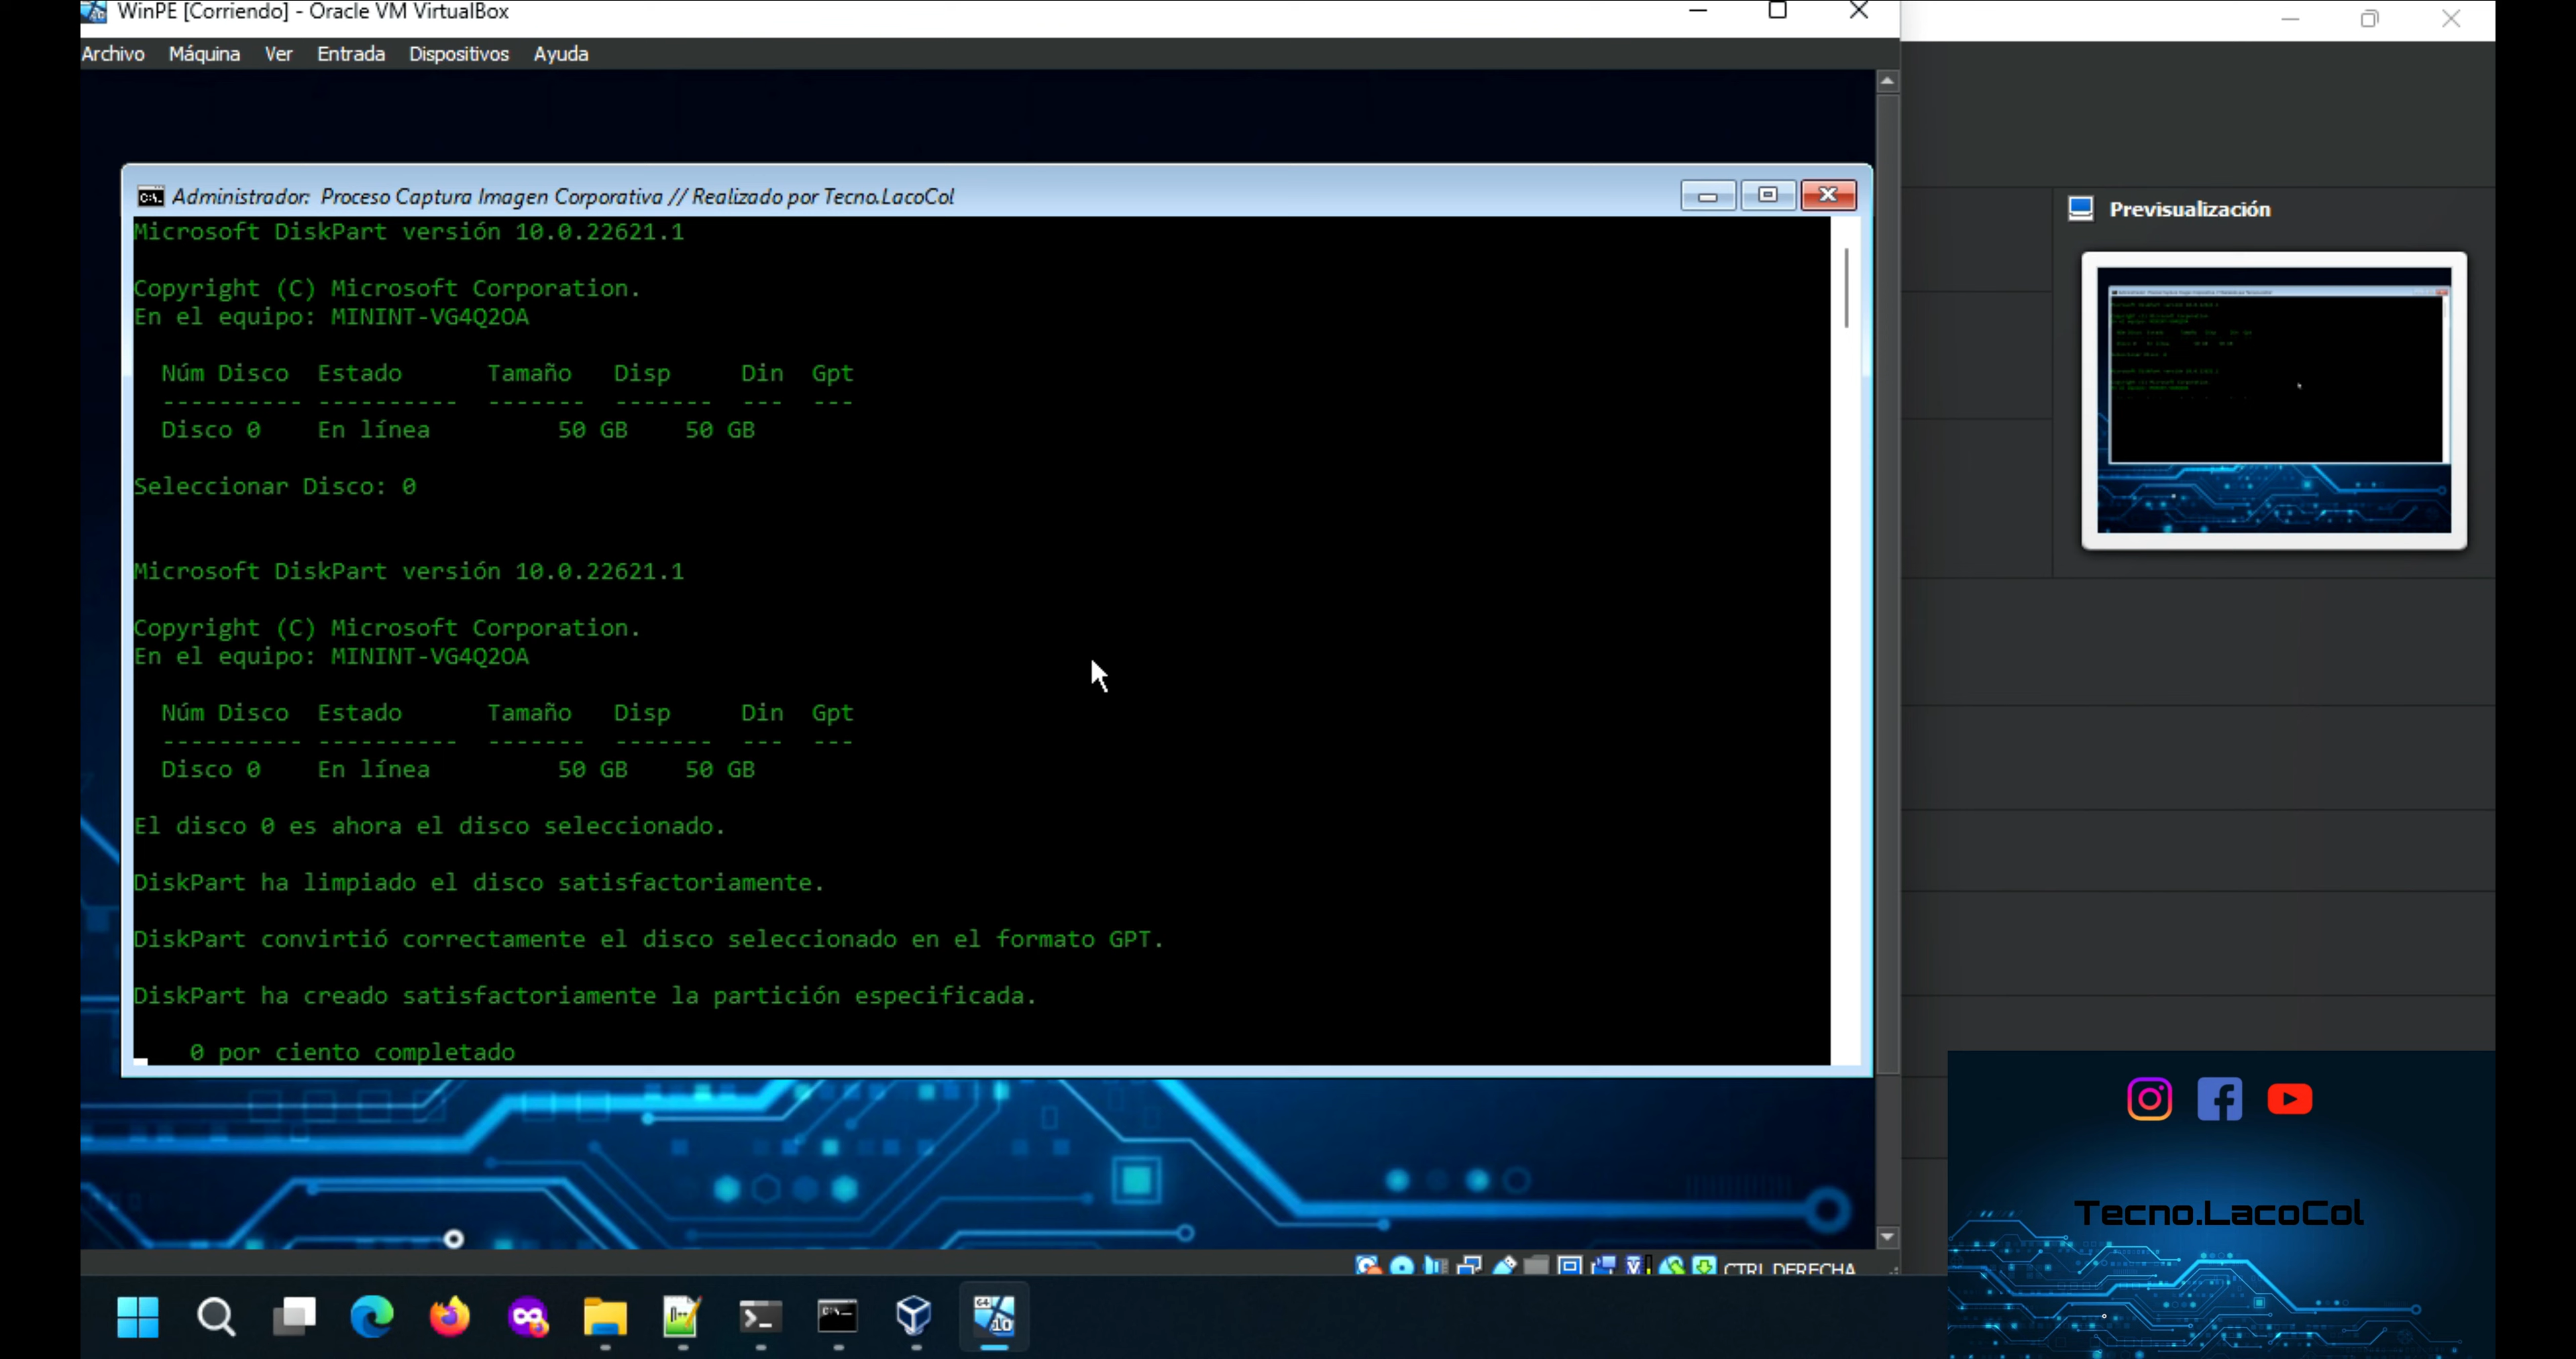 WinPE [Corriendo] - Oracle VM VirtualBox
Archivo Máquina Ver Entrada Dispositivos Ayuda
Administrador: Proceso Captura Imagen Corporativa // Realizado por Tecno.LacoCol
Microsoft DiskPart versión 10.0.22621.1
Copyright (C) Microsoft Corporation.
En el equipo: MININT-VG4Q2OA
Núm Disco Estado Tamaño Disp Din Gpt
---------- ---------- ------- ------- --- ---
Disco 0 En línea 50 GB 50 GB
Seleccionar Disco: 0
Microsoft DiskPart versión 10.0.22621.1
Copyright (C) Microsoft Corporation.
En el equipo: MININT-VG4Q2OA
Núm Disco Estado Tamaño Disp Din Gpt
---------- ---------- ------- ------- --- ---
Disco 0 En línea 50 GB 50 GB
El disco 0 es ahora el disco seleccionado.
DiskPart ha limpiado el disco satisfactoriamente.
DiskPart convirtió correctamente el disco seleccionado en el formato GPT.
DiskPart ha creado satisfactoriamente la partición especificada.
0 por ciento completado
Previsualización
CTRL DERECHA
Tecno.LacoCol